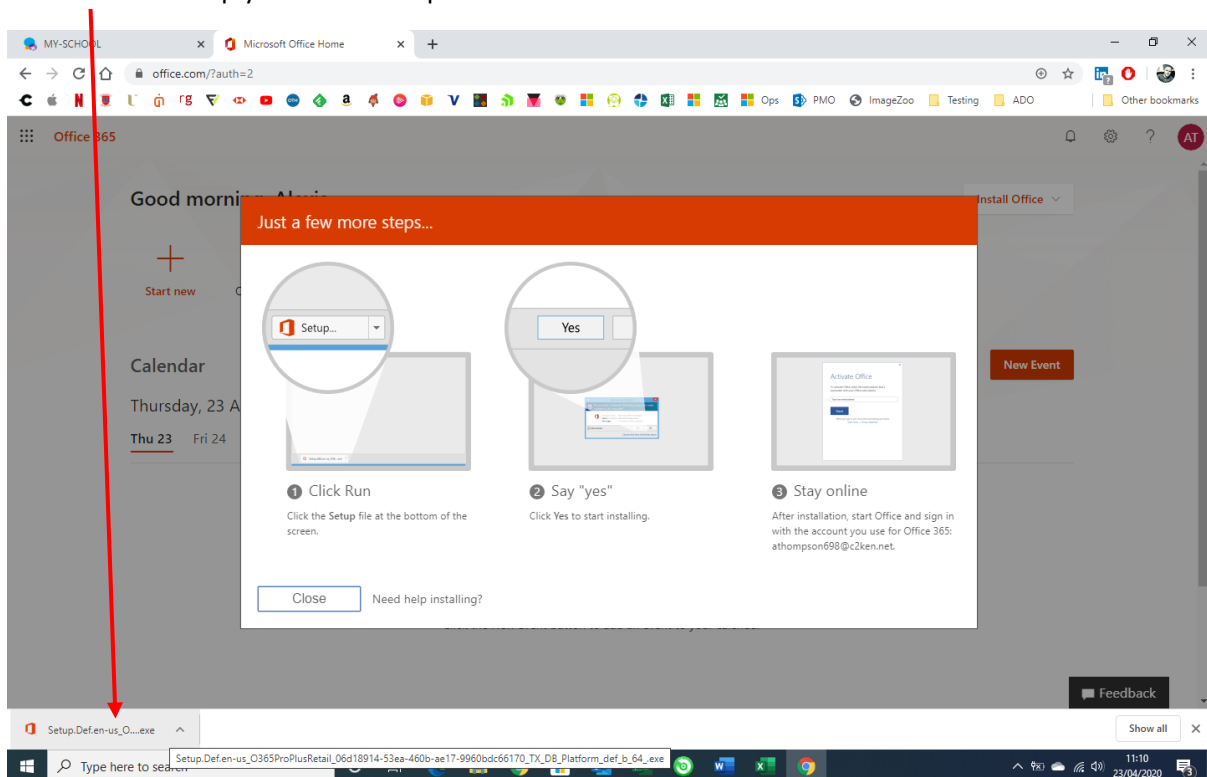 MY-SCHOOL
Microsoft Office Home
office.com/?auth=2
Ops
PMO
ImageZoo
Testing
ADO
Other bookmarks
Office 365
AT
Good morning, Alexis
Install Office
Just a few more steps...
Start new
Setup...
Yes
Calendar
New Event
Thursday, 23 A
Thu 23 Fri 24
Activate Office
1 Click Run
Click the Setup file at the bottom of the
screen.
2 Say "yes"
Click Yes to start installing.
3 Stay online
After installation, start Office and sign in
with the account you use for Office 365:
athompson698@c2ken.net.
Close
Need help installing?
Feedback
Setup.Def.en-us_O....exe
Show all
Type here to search
Setup.Def.en-us_O365ProPlusRetail_06d18914-53ea-460b-ae17-9960bdc66170_TX_DB_Platform_def_b_64_.exe
11:10
23/04/2020